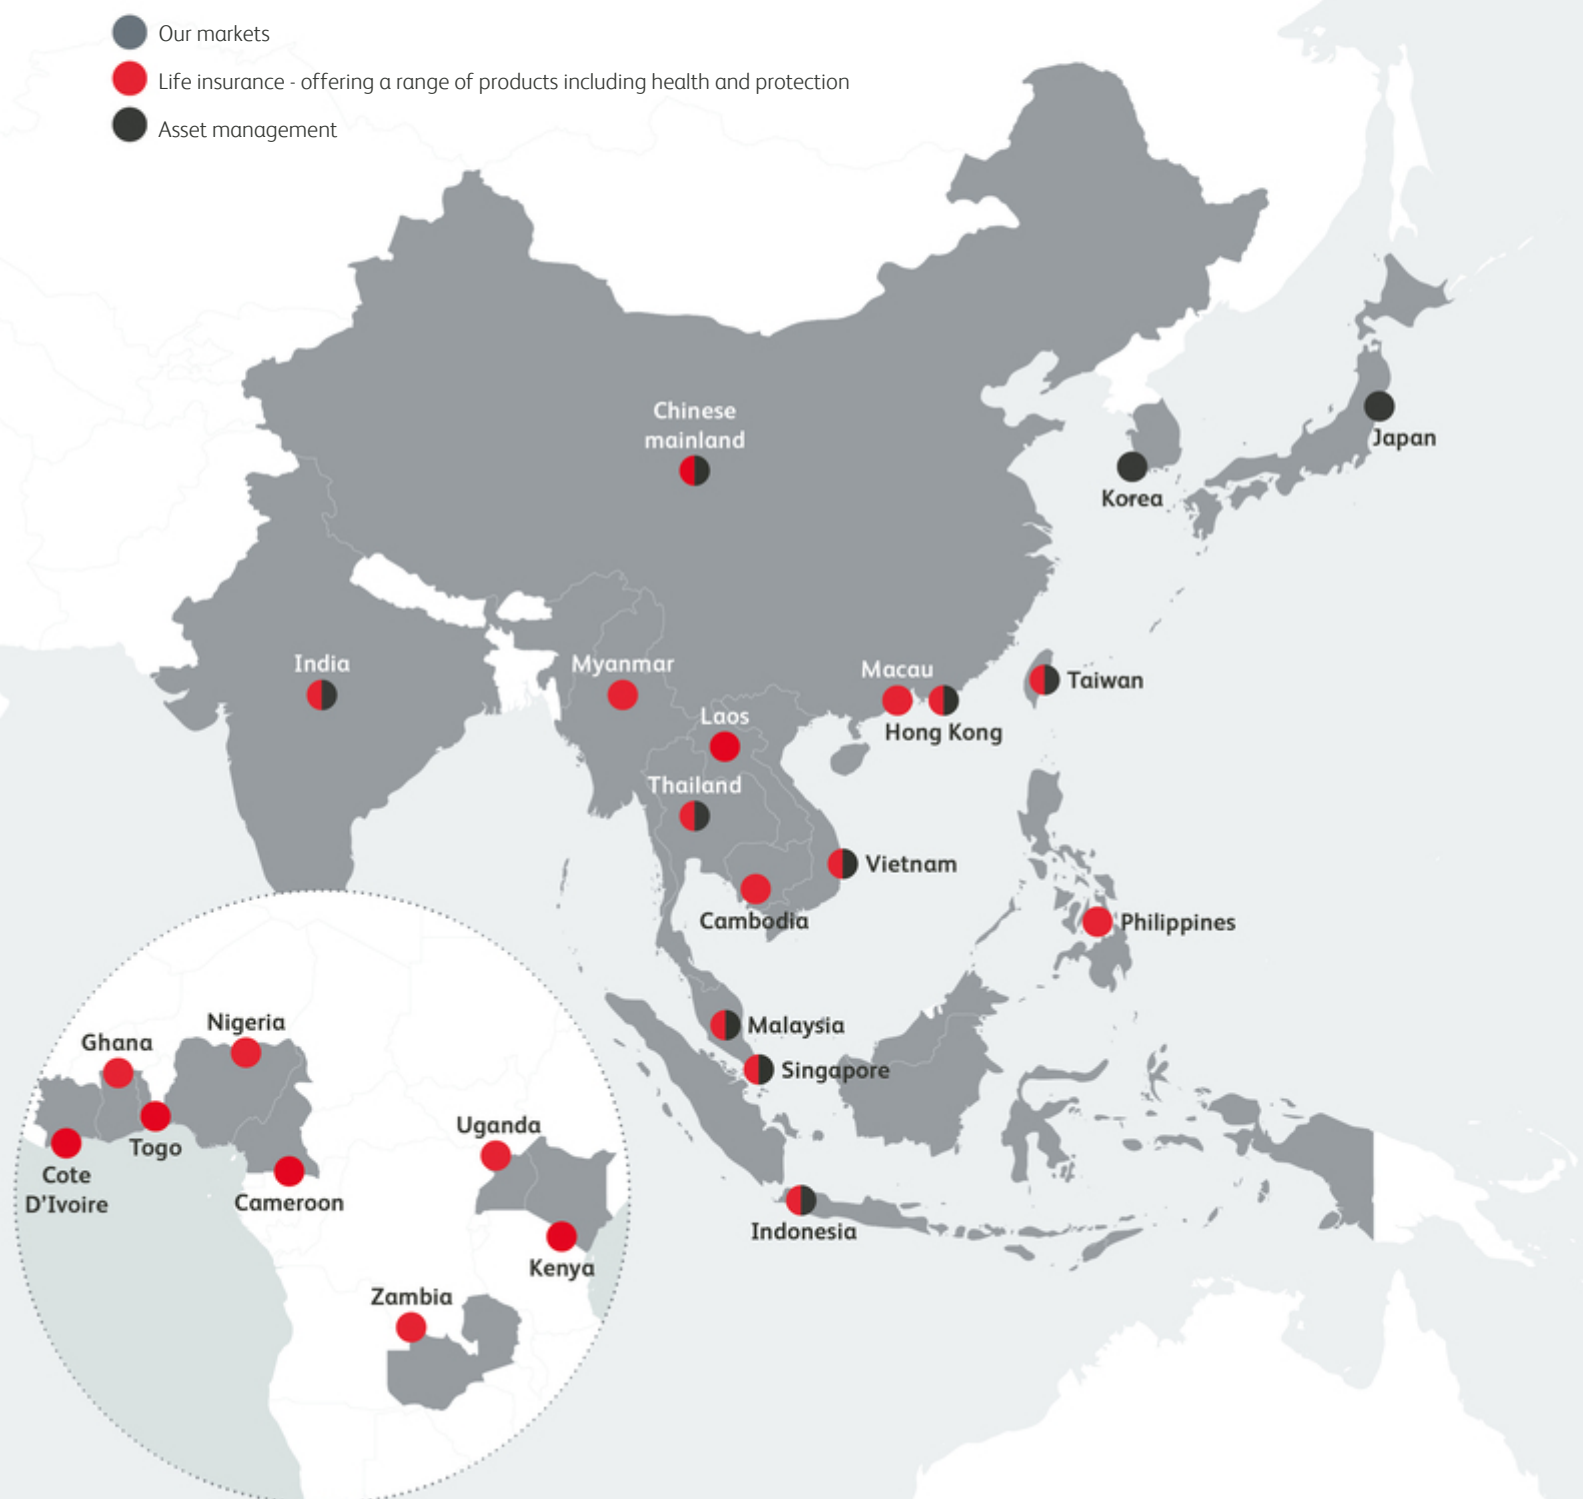 Our markets
Life insurance - offering a range of products including health and protection
Asset management
Chinese
mainland
Japan
Korea
India
Myanmar
Macau
Taiwan
Laos
Hong Kong
Thailand
Vietnam
Cambodia
Philippines
Malaysia
Singapore
Indonesia
Nigeria
Ghana
Togo
Cote
D'Ivoire
Cameroon
Uganda
Kenya
Zambia